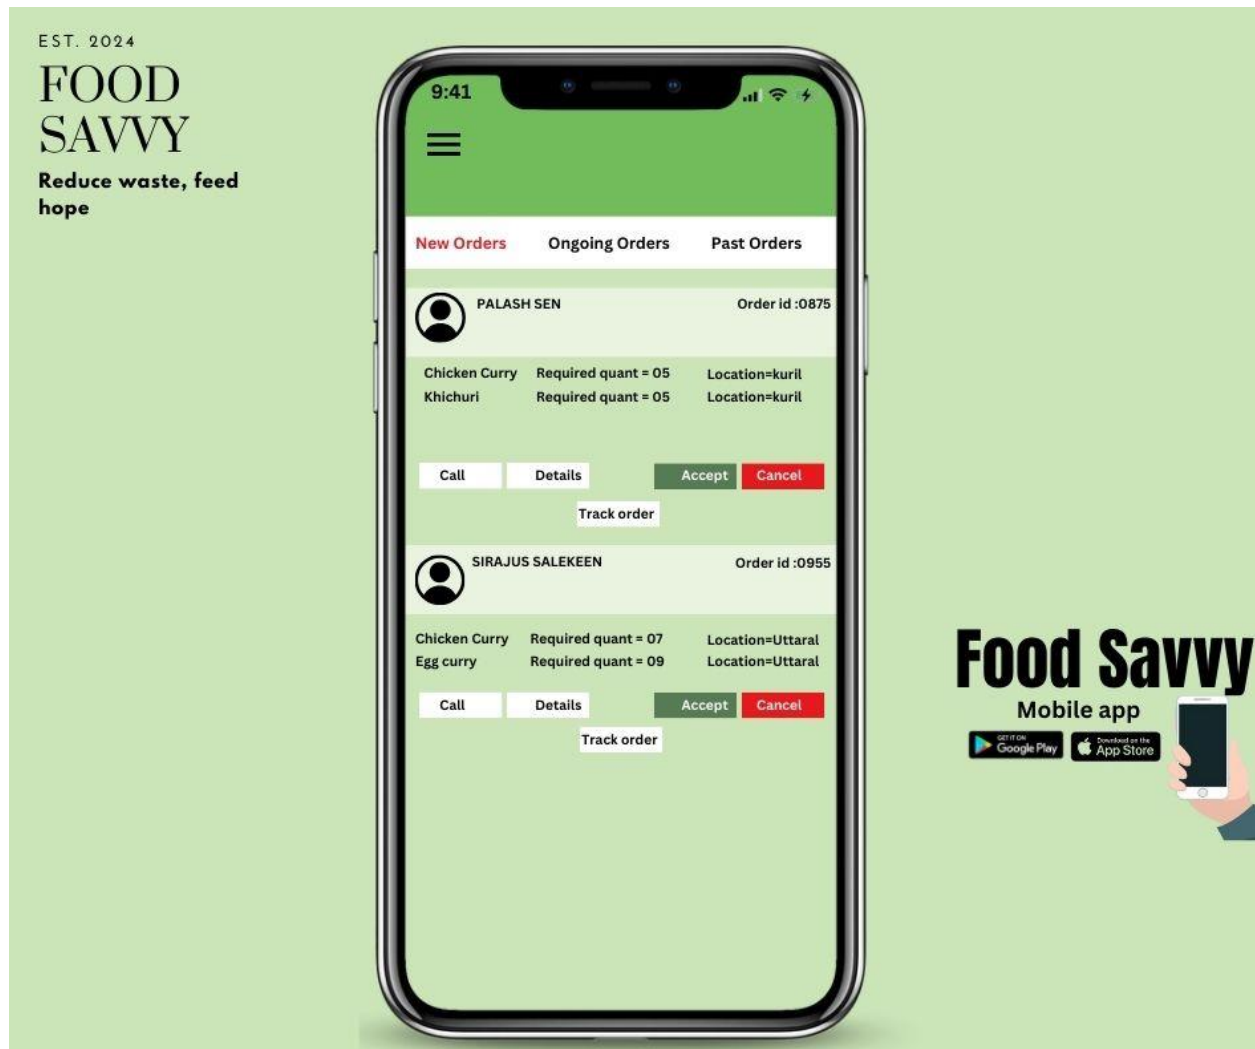 EST. 2024
FOOD
SAVVY
Reduce waste, feed
hope
9:41
New Orders Ongoing Orders Past Orders
PALASH SEN Order id :0875
Chicken Curry Required quant = 05 Location=kuril
Khichuri Required quant = 05 Location=kuril
Call Details Accept Cancel
Track order
SIRAJUS SALEKEEN Order id :0955
Chicken Curry Required quant = 07 Location=Uttaral
Egg curry Required quant = 09 Location=Uttaral
Call Details Accept Cancel
Track order
Food Savvy
Mobile app
GET IT ON
Google Play
Download on the
App Store